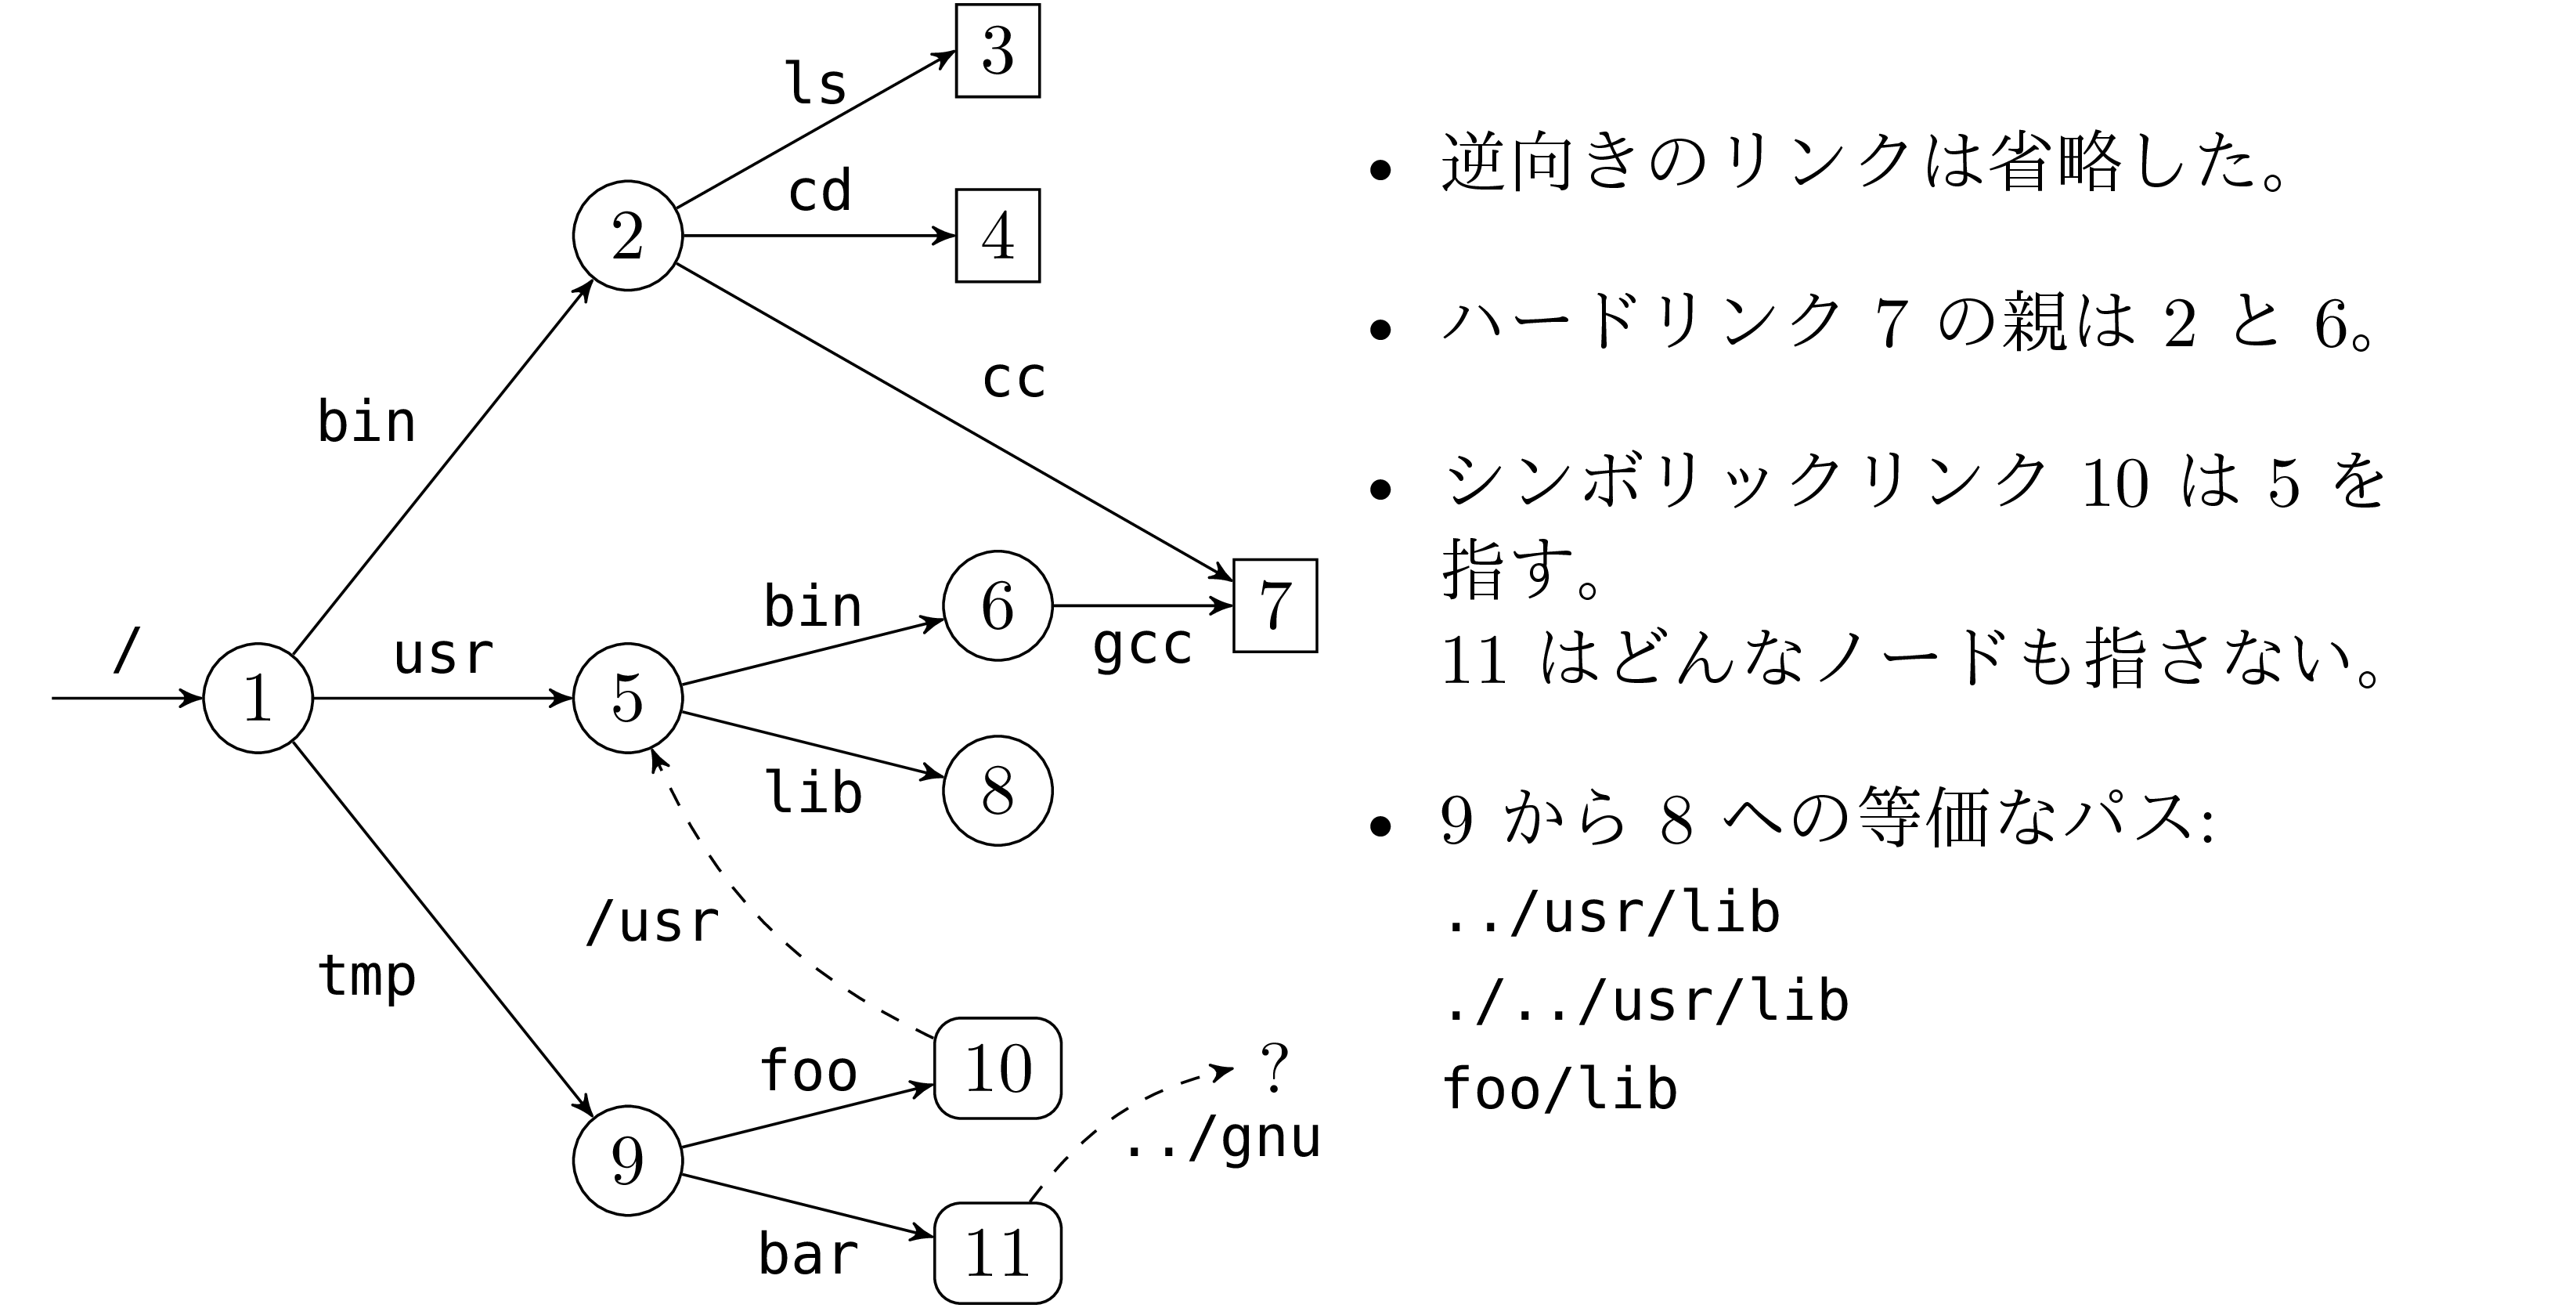 3
ls
cd
2
4
cc
bin
bin
6
7
/
usr
gcc
1
5
lib
8
/usr
tmp
foo
10
?
../gnu
9
bar
11
• 逆向きのリンクは省略した。
• ハードリンク 7 の親は 2 と 6。
• シンボリックリンク 10 は 5 を
指す。
11 はどんなノードも指さない。
• 9 から 8 への等価なパス:
../usr/lib
./../usr/lib
foo/lib